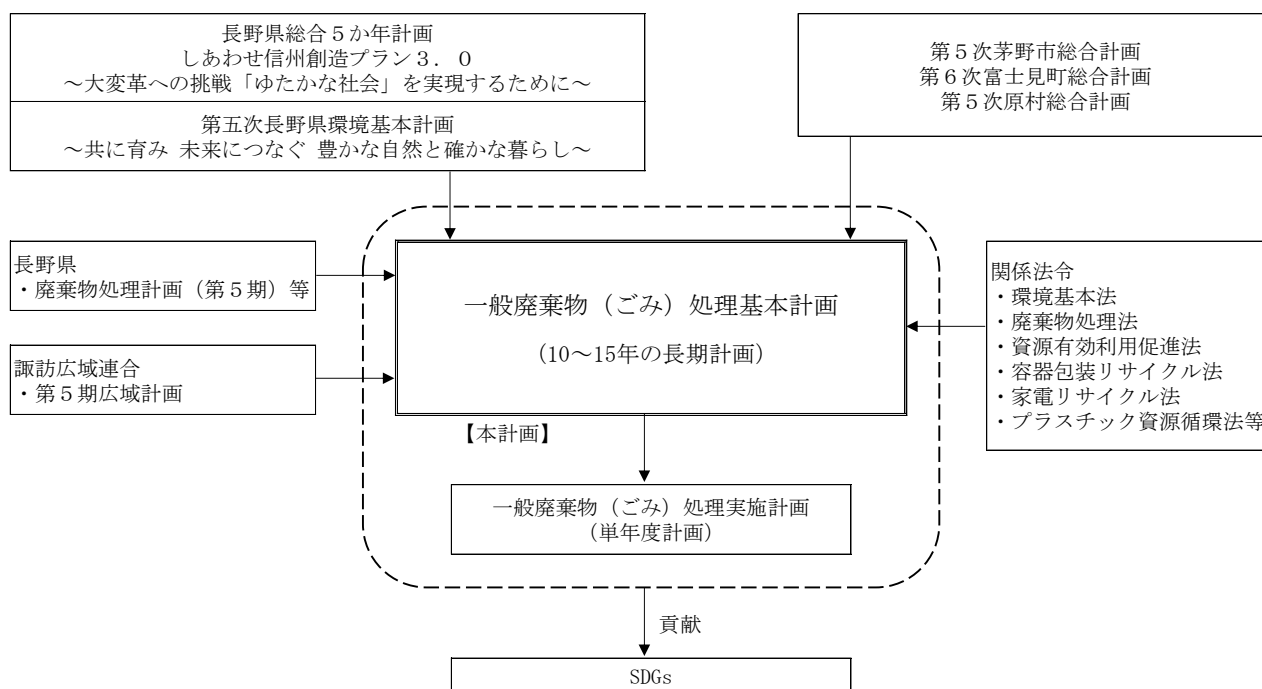 長野県総合５か年計画
しあわせ信州創造プラン３．０
～大変革への挑戦「ゆたかな社会」を実現するために～
第五次長野県環境基本計画
～共に育み 未来につなぐ 豊かな自然と確かな暮らし～
第５次茅野市総合計画
第６次富士見町総合計画
第５次原村総合計画
長野県
・廃棄物処理計画（第５期）等
諏訪広域連合
・第５期広域計画
一般廃棄物（ごみ）処理基本計画
（10～15年の長期計画）
【本計画】
関係法令
・環境基本法
・廃棄物処理法
・資源有効利用促進法
・容器包装リサイクル法
・家電リサイクル法
・プラスチック資源循環法等
一般廃棄物（ごみ）処理実施計画
（単年度計画）
貢献
SDGs